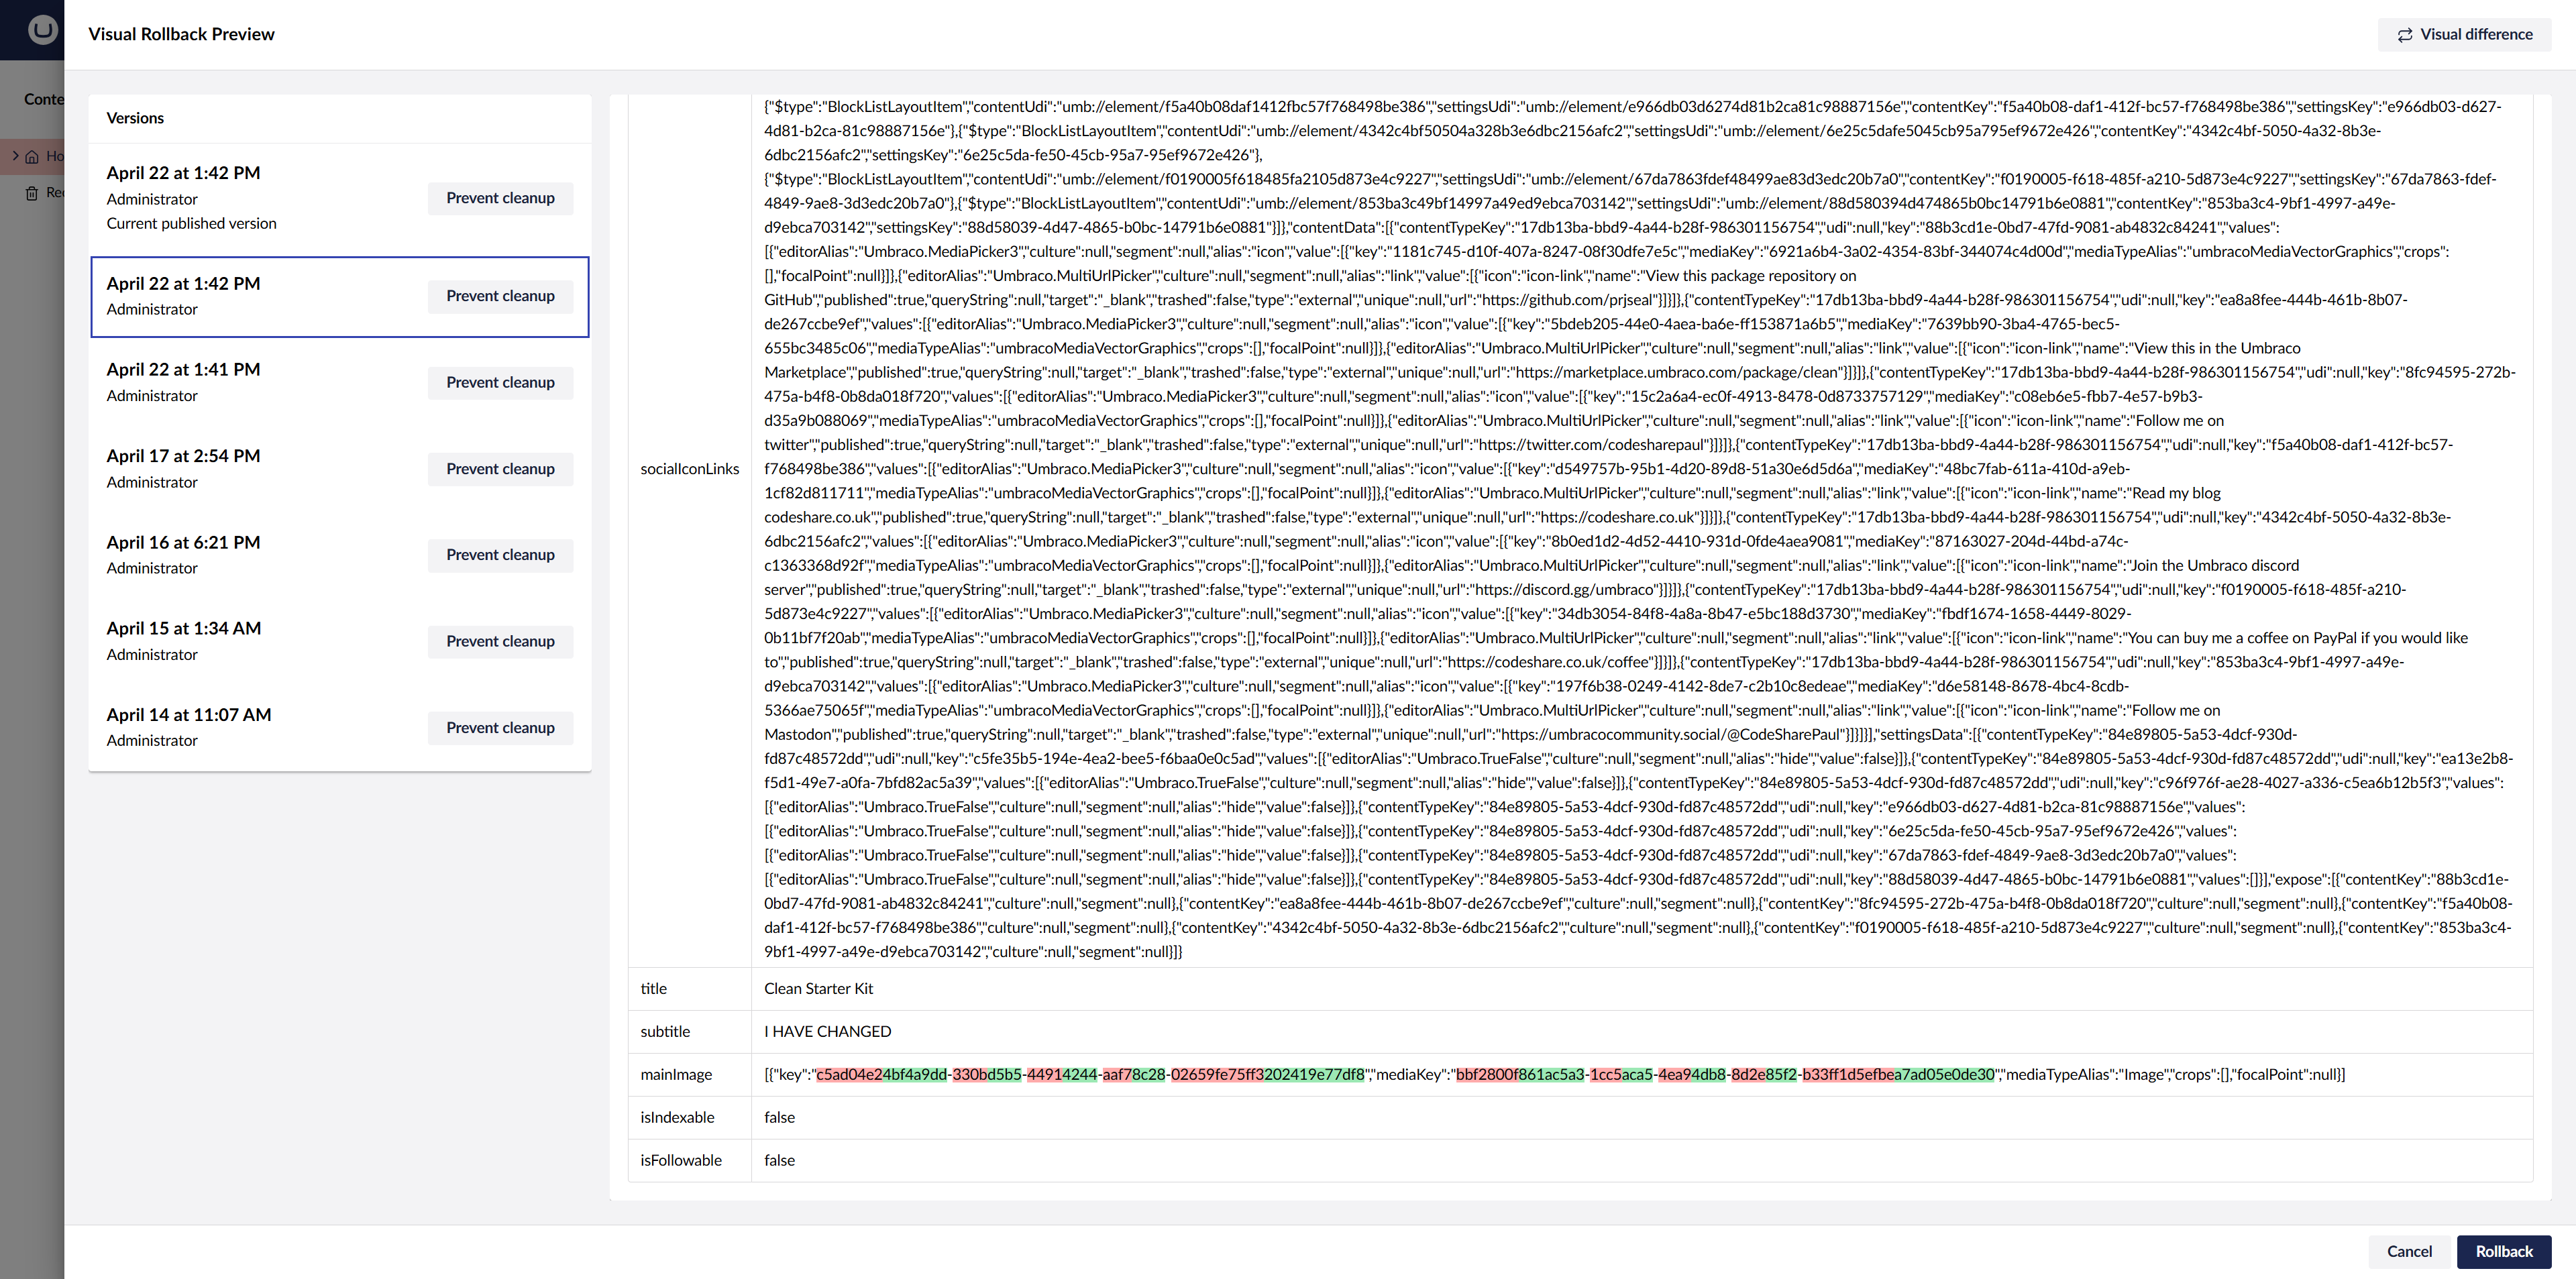 Visual Rollback Preview
Visual difference
Conte
Ho
Rec
Versions
April 22 at 1:42 PM
Administrator
Current published version
Prevent cleanup
April 22 at 1:42 PM
Administrator
Prevent cleanup
April 22 at 1:41 PM
Administrator
Prevent cleanup
April 17 at 2:54 PM
Administrator
Prevent cleanup
April 16 at 6:21 PM
Administrator
Prevent cleanup
April 15 at 1:34 AM
Administrator
Prevent cleanup
April 14 at 11:07 AM
Administrator
Prevent cleanup
socialIconLinks
{"$type":"BlockListLayoutItem","contentUdi":"umb://element/f5a40b08daf1412fbc57f768498be386","settingsUdi":"umb://element/e966db03d6274d81b2ca81c98887156e","contentKey":"f5a40b08-daf1-412f-bc57-f768498be386","settingsKey":"e966db03-d627-
4d81-b2ca-81c98887156e"},{"$type":"BlockListLayoutItem","contentUdi":"umb://element/4342c4bf50504a328b3e6dbc2156afc2","settingsUdi":"umb://element/6e25c5dafe5045cb95a795ef9672e426","contentKey":"4342c4bf-5050-4a32-8b3e-
6dbc2156afc2","settingsKey":"6e25c5da-fe50-45cb-95a7-95ef9672e426"},
{"$type":"BlockListLayoutItem","contentUdi":"umb://element/f0190005f618485fa2105d873e4c9227","settingsUdi":"umb://element/67da7863fdef48499ae83d3edc20b7a0","contentKey":"f0190005-f618-485f-a210-5d873e4c9227","settingsKey":"67da7863-fdef-
4849-9ae8-3d3edc20b7a0"},{"$type":"BlockListLayoutItem","contentUdi":"umb://element/853ba3c49bf14997a49ed9ebca703142","settingsUdi":"umb://element/88d580394d474865b0bc14791b6e0881","contentKey":"853ba3c4-9bf1-4997-a49e-
d9ebca703142","settingsKey":"88d58039-4d47-4865-b0bc-14791b6e0881"}]},"contentData":[{"contentTypeKey":"17db13ba-bbd9-4a44-b28f-986301156754","udi":null,"key":"88b3cd1e-0bd7-47fd-9081-ab4832c84241","values":
[{"editorAlias":"Umbraco.MediaPicker3","culture":null,"segment":null,"alias":"icon","value":[{"key":"1181c745-d10f-407a-8247-08f30dfe7e5c","mediaKey":"6921a6b4-3a02-4354-83bf-344074c4d00d","mediaTypeAlias":"umbracoMediaVectorGraphics","crops":
[],"focalPoint":null}]},{"editorAlias":"Umbraco.MultiUrlPicker","culture":null,"segment":null,"alias":"link","value":[{"icon":"icon-link","name":"View this package repository on
GitHub","published":true,"queryString":null,"target":"_blank","trashed":false,"type":"external","unique":null,"url":"https://github.com/prjseal"}]}]},{"contentTypeKey":"17db13ba-bbd9-4a44-b28f-986301156754","udi":null,"key":"ea8a8fee-444b-461b-8b07-
de267ccbe9ef","values":[{"editorAlias":"Umbraco.MediaPicker3","culture":null,"segment":null,"alias":"icon","value":[{"key":"5bdeb205-44e0-4aea-ba6e-ff153871a6b5","mediaKey":"7639bb90-3ba4-4765-bec5-
655bc3485c06","mediaTypeAlias":"umbracoMediaVectorGraphics","crops":[],"focalPoint":null}]},{"editorAlias":"Umbraco.MultiUrlPicker","culture":null,"segment":null,"alias":"link","value":[{"icon":"icon-link","name":"View this in the Umbraco
Marketplace","published":true,"queryString":null,"target":"_blank","trashed":false,"type":"external","unique":null,"url":"https://marketplace.umbraco.com/package/clean"}]}]},{"contentTypeKey":"17db13ba-bbd9-4a44-b28f-986301156754","udi":null,"key":"8fc94595-272b-
475a-b4f8-0b8da018f720","values":[{"editorAlias":"Umbraco.MediaPicker3","culture":null,"segment":null,"alias":"icon","value":[{"key":"15c2a6a4-ec0f-4913-8478-0d8733757129","mediaKey":"c08eb6e5-fbb7-4e57-b9b3-
d35a9b088069","mediaTypeAlias":"umbracoMediaVectorGraphics","crops":[],"focalPoint":null}]},{"editorAlias":"Umbraco.MultiUrlPicker","culture":null,"segment":null,"alias":"link","value":[{"icon":"icon-link","name":"Follow me on
twitter","published":true,"queryString":null,"target":"_blank","trashed":false,"type":"external","unique":null,"url":"https://twitter.com/codesharepaul"}]}]},{"contentTypeKey":"17db13ba-bbd9-4a44-b28f-986301156754","udi":null,"key":"f5a40b08-daf1-412f-bc57-
f768498be386","values":[{"editorAlias":"Umbraco.MediaPicker3","culture":null,"segment":null,"alias":"icon","value":[{"key":"d549757b-95b1-4d20-89d8-51a30e6d5d6a","mediaKey":"48bc7fab-611a-410d-a9eb-
1cf82d811711","mediaTypeAlias":"umbracoMediaVectorGraphics","crops":[],"focalPoint":null}]},{"editorAlias":"Umbraco.MultiUrlPicker","culture":null,"segment":null,"alias":"link","value":[{"icon":"icon-link","name":"Read my blog
codeshare.co.uk","published":true,"queryString":null,"target":"_blank","trashed":false,"type":"external","unique":null,"url":"https://codeshare.co.uk"}]}]},{"contentTypeKey":"17db13ba-bbd9-4a44-b28f-986301156754","udi":null,"key":"4342c4bf-5050-4a32-8b3e-
6dbc2156afc2","values":[{"editorAlias":"Umbraco.MediaPicker3","culture":null,"segment":null,"alias":"icon","value":[{"key":"8b0ed1d2-4d52-4410-931d-0fde4aea9081","mediaKey":"87163027-204d-44bd-a74c-
c1363368d92f","mediaTypeAlias":"umbracoMediaVectorGraphics","crops":[],"focalPoint":null}]},{"editorAlias":"Umbraco.MultiUrlPicker","culture":null,"segment":null,"alias":"link","value":[{"icon":"icon-link","name":"Join the Umbraco discord
server","published":true,"queryString":null,"target":"_blank","trashed":false,"type":"external","unique":null,"url":"https://discord.gg/umbraco"}]}]},{"contentTypeKey":"17db13ba-bbd9-4a44-b28f-986301156754","udi":null,"key":"f0190005-f618-485f-a210-
5d873e4c9227","values":[{"editorAlias":"Umbraco.MediaPicker3","culture":null,"segment":null,"alias":"icon","value":[{"key":"34db3054-84f8-4a8a-8b47-e5bc188d3730","mediaKey":"fbdf1674-1658-4449-8029-
0b11bf7f20ab","mediaTypeAlias":"umbracoMediaVectorGraphics","crops":[],"focalPoint":null}]},{"editorAlias":"Umbraco.MultiUrlPicker","culture":null,"segment":null,"alias":"link","value":[{"icon":"icon-link","name":"You can buy me a coffee on PayPal if you would like
to","published":true,"queryString":null,"target":"_blank","trashed":false,"type":"external","unique":null,"url":"https://codeshare.co.uk/coffee"}]}]},{"contentTypeKey":"17db13ba-bbd9-4a44-b28f-986301156754","udi":null,"key":"853ba3c4-9bf1-4997-a49e-
d9ebca703142","values":[{"editorAlias":"Umbraco.MediaPicker3","culture":null,"segment":null,"alias":"icon","value":[{"key":"197f6b38-0249-4142-8de7-c2b10c8edeae","mediaKey":"d6e58148-8678-4bc4-8cdb-
5366ae75065f","mediaTypeAlias":"umbracoMediaVectorGraphics","crops":[],"focalPoint":null}]},{"editorAlias":"Umbraco.MultiUrlPicker","culture":null,"segment":null,"alias":"link","value":[{"icon":"icon-link","name":"Follow me on
Mastodon","published":true,"queryString":null,"target":"_blank","trashed":false,"type":"external","unique":null,"url":"https://umbracocommunity.social/@CodeSharePaul"}]}]}],"settingsData":[{"contentTypeKey":"84e89805-5a53-4dcf-930d-
fd87c48572dd","udi":null,"key":"c5fe35b5-194e-4ea2-bee5-f6baa0e0c5ad","values":[{"editorAlias":"Umbraco.TrueFalse","culture":null,"segment":null,"alias":"hide","value":false}]},{"contentTypeKey":"84e89805-5a53-4dcf-930d-fd87c48572dd","udi":null,"key":"ea13e2b8-
f5d1-49e7-a0fa-7bfd82ac5a39","values":[{"editorAlias":"Umbraco.TrueFalse","culture":null,"segment":null,"alias":"hide","value":false}]},{"contentTypeKey":"84e89805-5a53-4dcf-930d-fd87c48572dd","udi":null,"key":"c96f976f-ae28-4027-a336-c5ea6b12b5f3","values":
[{"editorAlias":"Umbraco.TrueFalse","culture":null,"segment":null,"alias":"hide","value":false}]},{"contentTypeKey":"84e89805-5a53-4dcf-930d-fd87c48572dd","udi":null,"key":"e966db03-d627-4d81-b2ca-81c98887156e","values":
[{"editorAlias":"Umbraco.TrueFalse","culture":null,"segment":null,"alias":"hide","value":false}]},{"contentTypeKey":"84e89805-5a53-4dcf-930d-fd87c48572dd","udi":null,"key":"6e25c5da-fe50-45cb-95a7-95ef9672e426","values":
[{"editorAlias":"Umbraco.TrueFalse","culture":null,"segment":null,"alias":"hide","value":false}]},{"contentTypeKey":"84e89805-5a53-4dcf-930d-fd87c48572dd","udi":null,"key":"67da7863-fdef-4849-9ae8-3d3edc20b7a0","values":
[{"editorAlias":"Umbraco.TrueFalse","culture":null,"segment":null,"alias":"hide","value":false}]},{"contentTypeKey":"84e89805-5a53-4dcf-930d-fd87c48572dd","udi":null,"key":"88d58039-4d47-4865-b0bc-14791b6e0881","values":[]}],"expose":[{"contentKey":"88b3cd1e-
0bd7-47fd-9081-ab4832c84241","culture":null,"segment":null},{"contentKey":"ea8a8fee-444b-461b-8b07-de267ccbe9ef","culture":null,"segment":null},{"contentKey":"8fc94595-272b-475a-b4f8-0b8da018f720","culture":null,"segment":null},{"contentKey":"f5a40b08-
daf1-412f-bc57-f768498be386","culture":null,"segment":null},{"contentKey":"4342c4bf-5050-4a32-8b3e-6dbc2156afc2","culture":null,"segment":null},{"contentKey":"f0190005-f618-485f-a210-5d873e4c9227","culture":null,"segment":null},{"contentKey":"853ba3c4-
9bf1-4997-a49e-d9ebca703142","culture":null,"segment":null}]}
title
Clean Starter Kit
subtitle
I HAVE CHANGED
mainImage
[{"key":"c5ad04e24bf4a9dd-330bd5b5-44914244-aaf78c28-02659fe75ff3202419e77df8","mediaKey":"bbf2800f861ac5a3-1cc5aca5-4ea94db8-8d2e85f2-b33ff1d5efbea7ad05e0de30","mediaTypeAlias":"Image","crops":[],"focalPoint":null}]
isIndexable
false
isFollowable
false
Cancel
Rollback